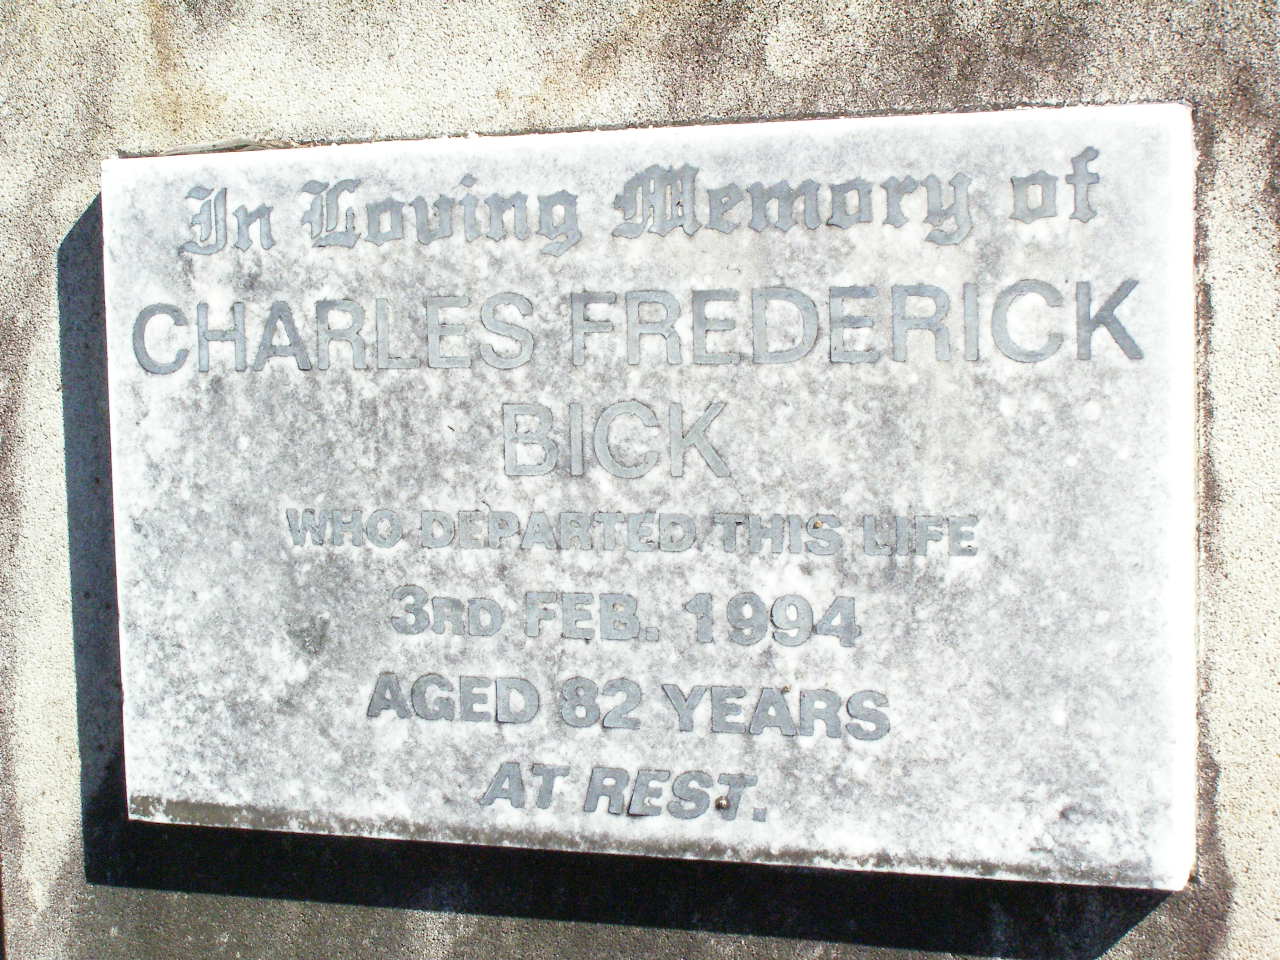 In Loving Memory of
CHARLES FREDERICK
BICK
WHO DEPARTED THIS LIFE
3RD FEB. 1994
AGED 82 YEARS
AT REST.